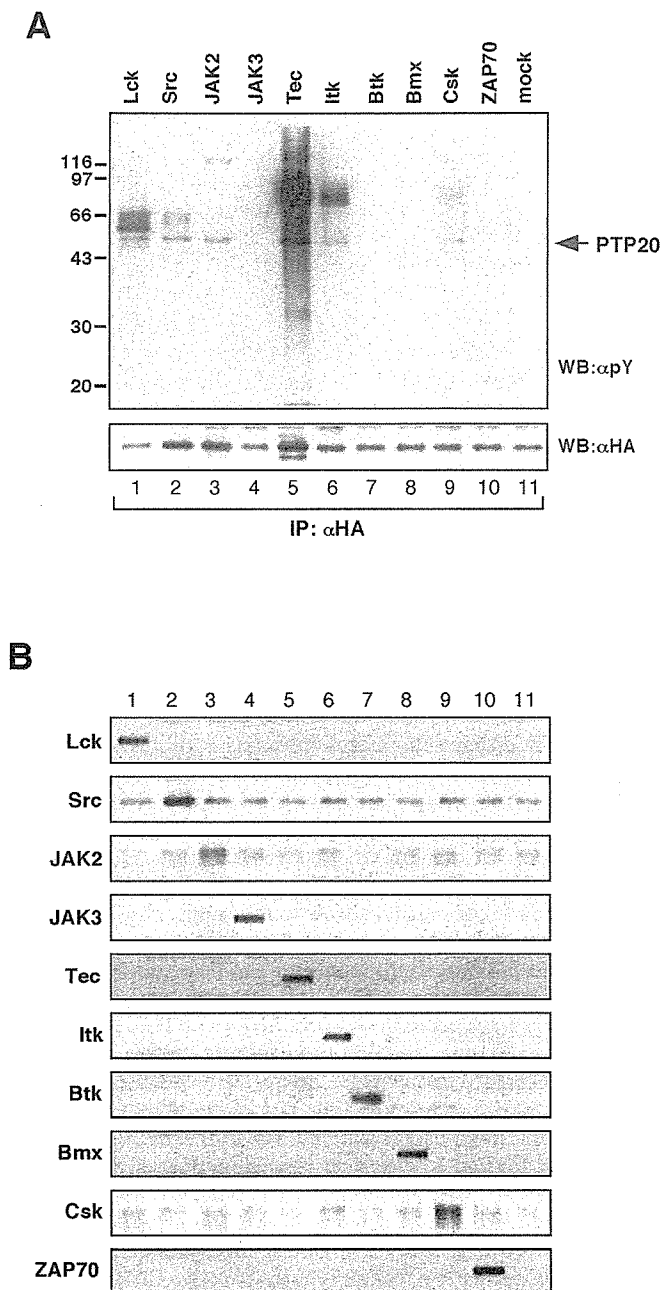 A
Lck Src JAK2 JAK3 Tec Itk Btk Bmx Csk ZAP70 mock
116
97
66
43
30
20
PTP20
WB:αpY
WB:αHA
1 2 3 4 5 6 7 8 9 10 11
IP: αHA
B
1 2 3 4 5 6 7 8 9 10 11
Lck
Src
JAK2
JAK3
Tec
Itk
Btk
Bmx
Csk
ZAP70